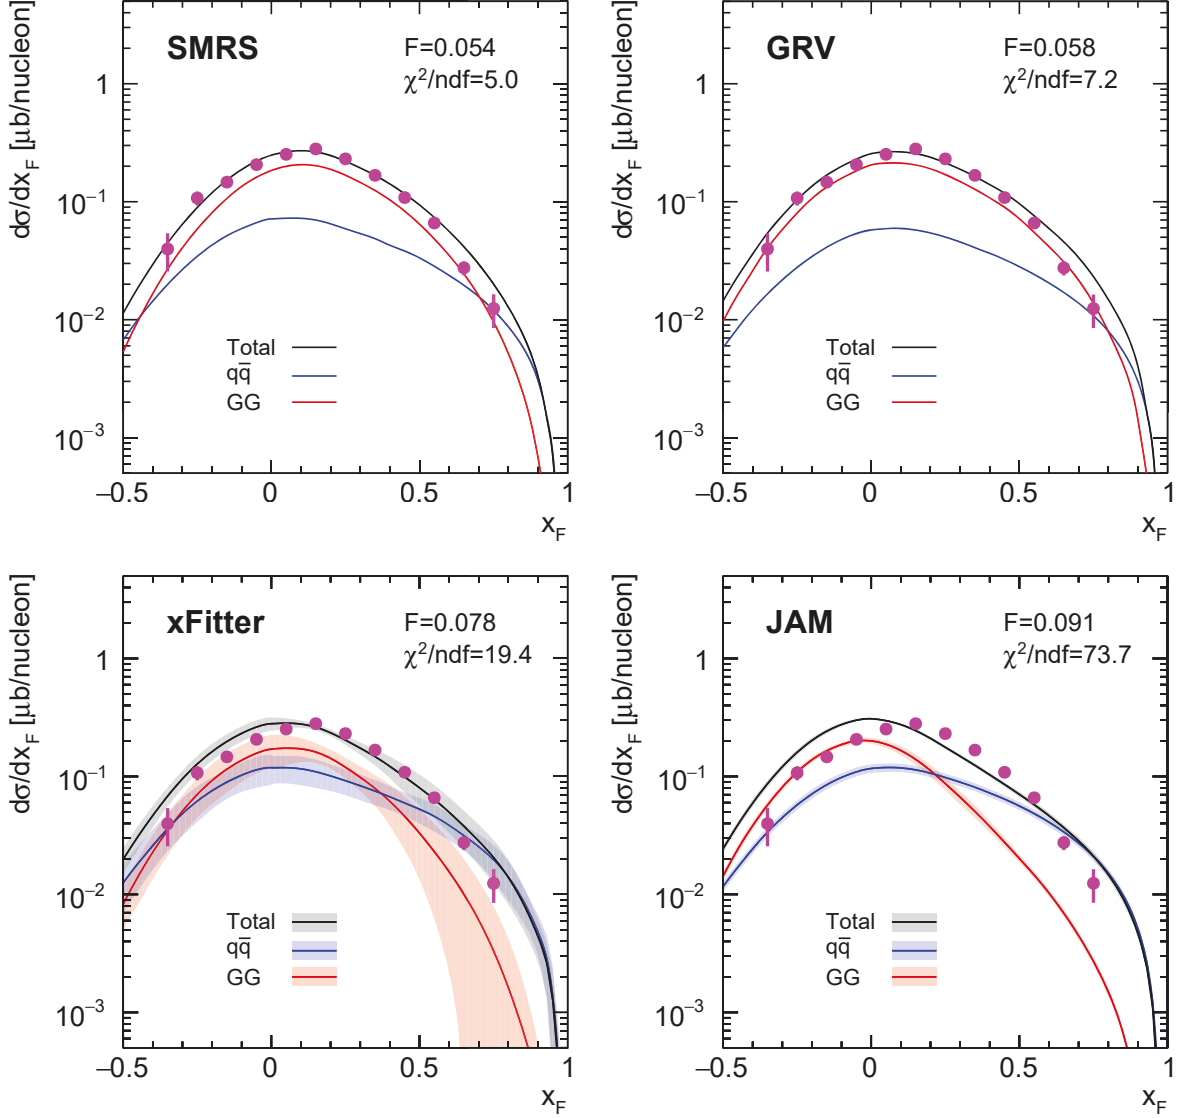 SMRS
F=0.054
χ²/ndf=5.0
dσ/dx_F [μb/nucleon]
1
10⁻¹
10⁻²
10⁻³
Total
qq̅
GG
−0.5 0 0.5 1
x_F
GRV
F=0.058
χ²/ndf=7.2
dσ/dx_F [μb/nucleon]
1
10⁻¹
10⁻²
10⁻³
Total
qq̅
GG
−0.5 0 0.5 1
x_F
xFitter
F=0.078
χ²/ndf=19.4
dσ/dx_F [μb/nucleon]
1
10⁻¹
10⁻²
10⁻³
Total
qq̅
GG
−0.5 0 0.5 1
x_F
JAM
F=0.091
χ²/ndf=73.7
dσ/dx_F [μb/nucleon]
1
10⁻¹
10⁻²
10⁻³
Total
qq̅
GG
−0.5 0 0.5 1
x_F